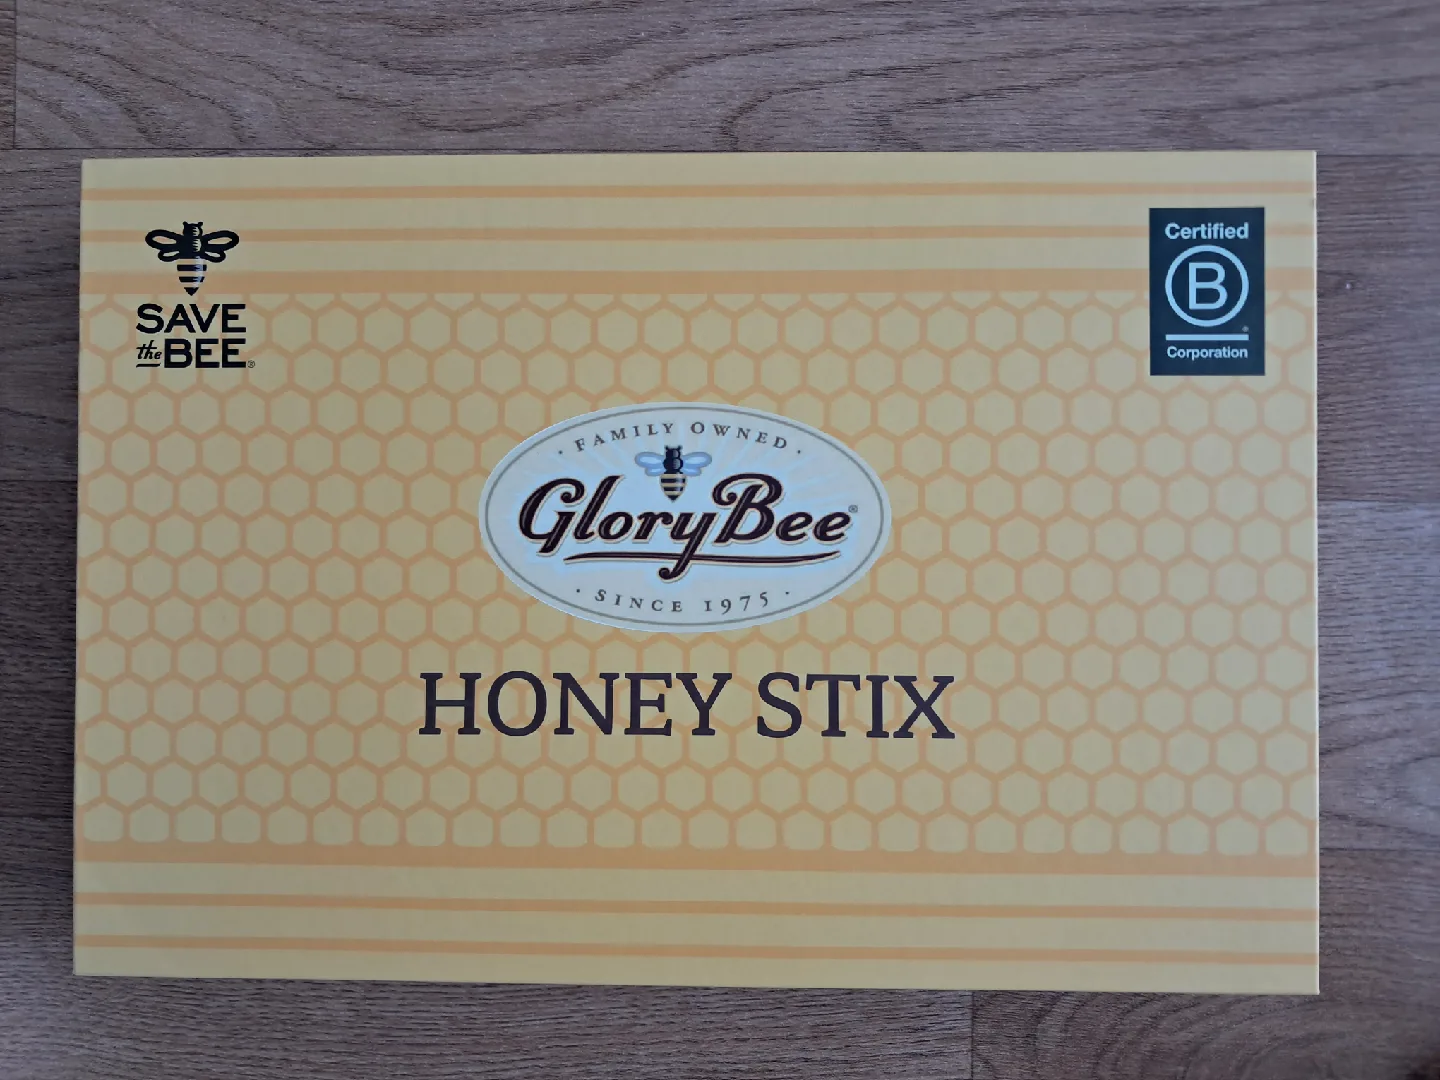 SAVE
the BEE®
Certified
B
®
Corporation
· FAMILY OWNED ·
GloryBee®
· SINCE 1975 ·
HONEY STIX